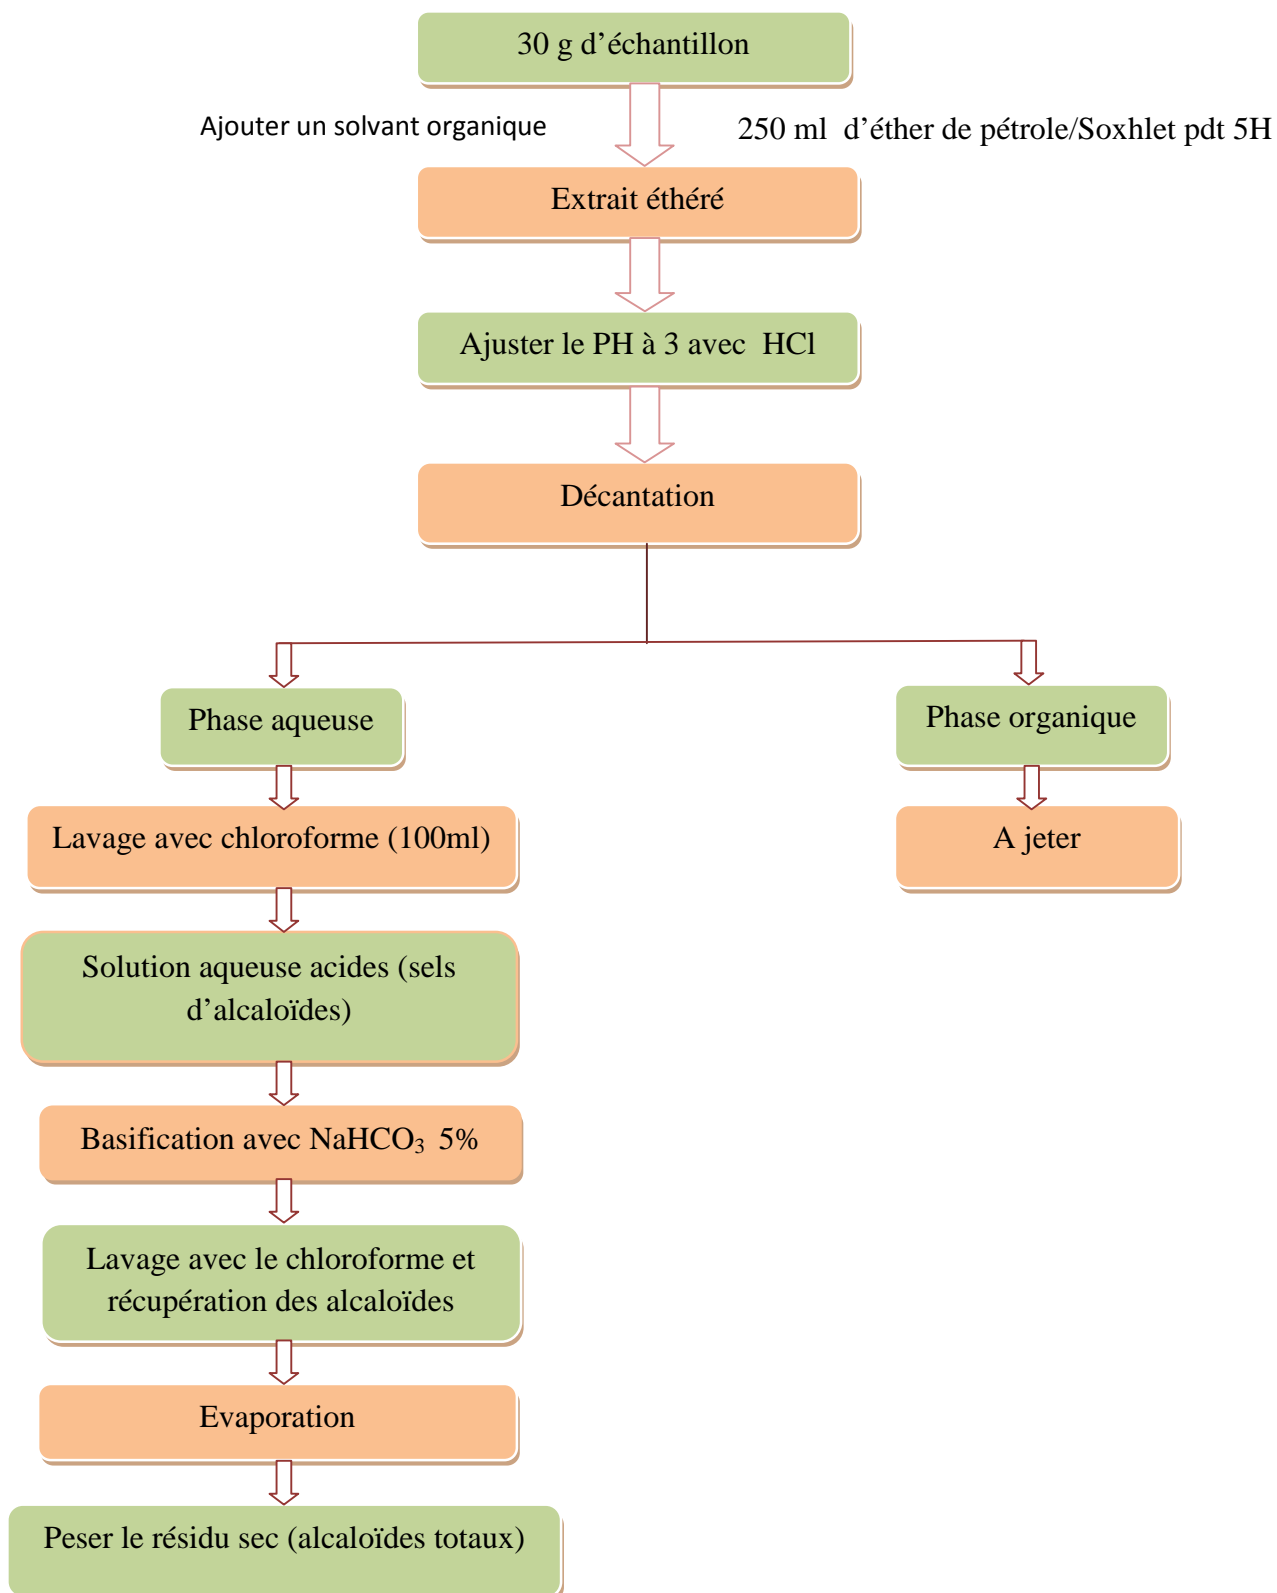 30 g d’échantillon
Ajouter un solvant organique
250 ml d’éther de pétrole/Soxhlet pdt 5H
Extrait éthéré
Ajuster le PH à 3 avec HCl
Décantation
Phase aqueuse
Phase organique
Lavage avec chloroforme (100ml)
A jeter
Solution aqueuse acides (sels
d’alcaloïdes)
Basification avec NaHCO₃ 5%
Lavage avec le chloroforme et
récupération des alcaloïdes
Evaporation
Peser le résidu sec (alcaloïdes totaux)